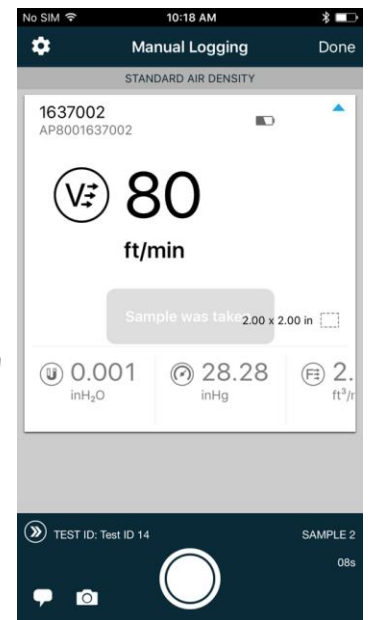 No SIM 10:18 AM
Manual Logging Done
STANDARD AIR DENSITY
1637002
AP8001637002
V 80
ft/min
Sample was taken
2.00 x 2.00 in
0.001 28.28 F 2.
inH₂O inHg ft³/
TEST ID: Test ID 14 SAMPLE 2
08s